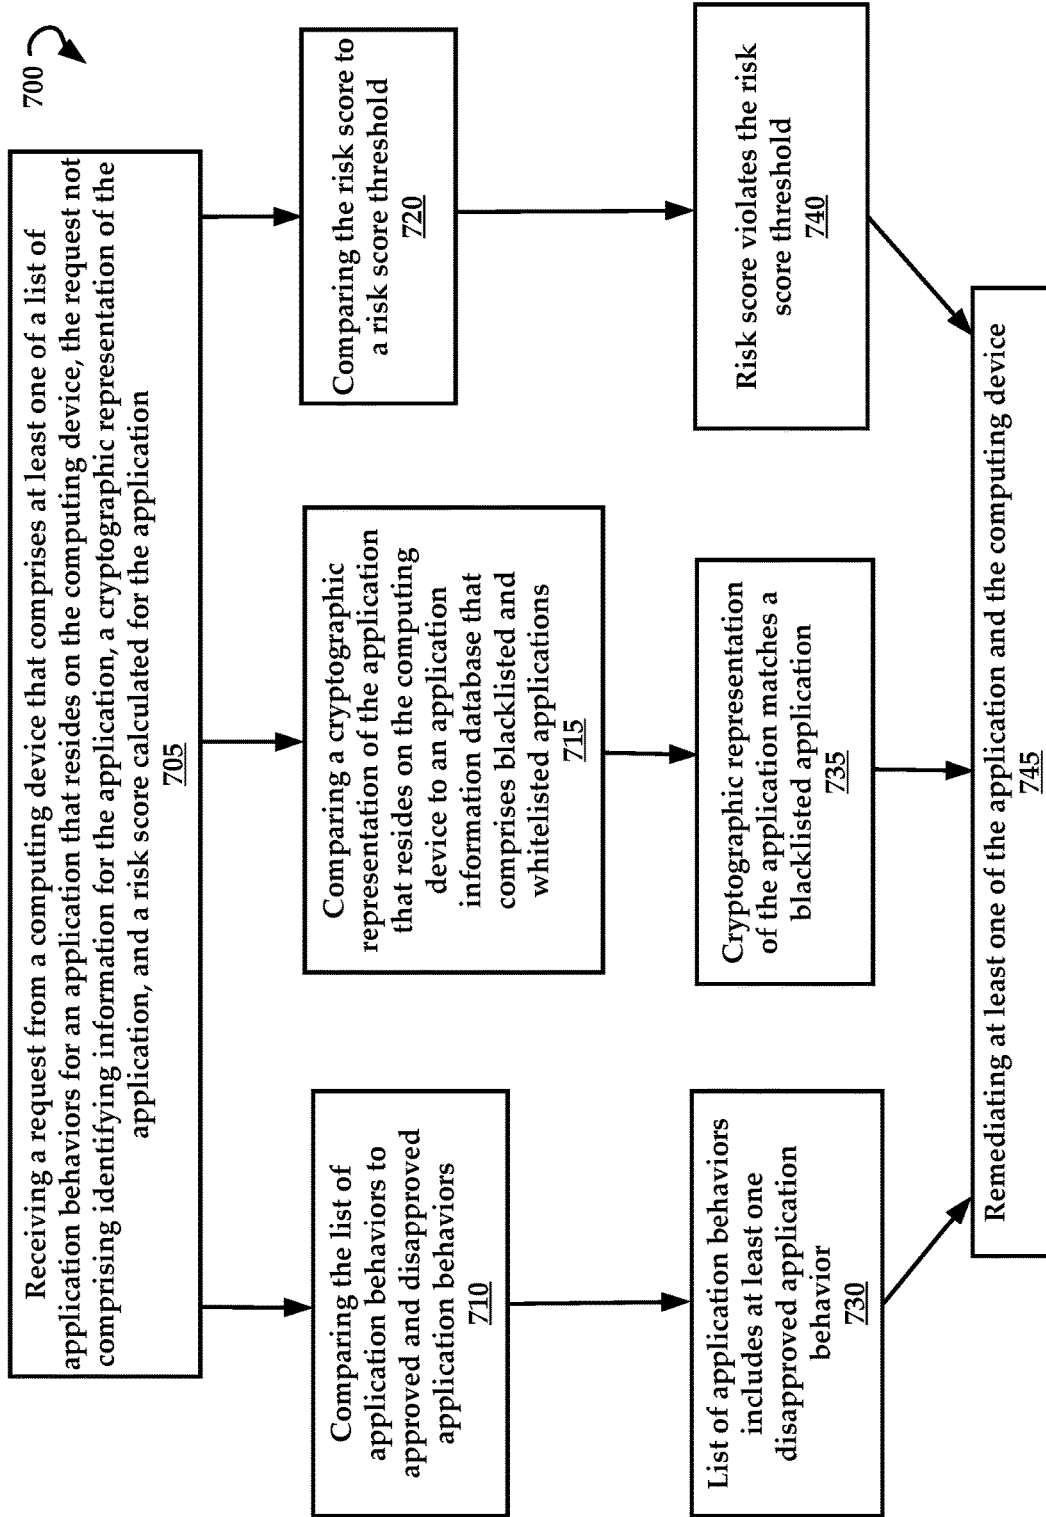 700
Receiving a request from a computing device that comprises at least one of a list of
application behaviors for an application that resides on the computing device, the request not
comprising identifying information for the application, a cryptographic representation of the
application, and a risk score calculated for the application
705
Comparing the list of
application behaviors to
approved and disapproved
application behaviors
710
Comparing a cryptographic
representation of the application
that resides on the computing
device to an application
information database that
comprises blacklisted and
whitelisted applications
715
Comparing the risk score to
a risk score threshold
720
List of application behaviors
includes at least one
disapproved application
behavior
730
Cryptographic representation
of the application matches a
blacklisted application
735
Risk score violates the risk
score threshold
740
Remediating at least one of the application and the computing device
745